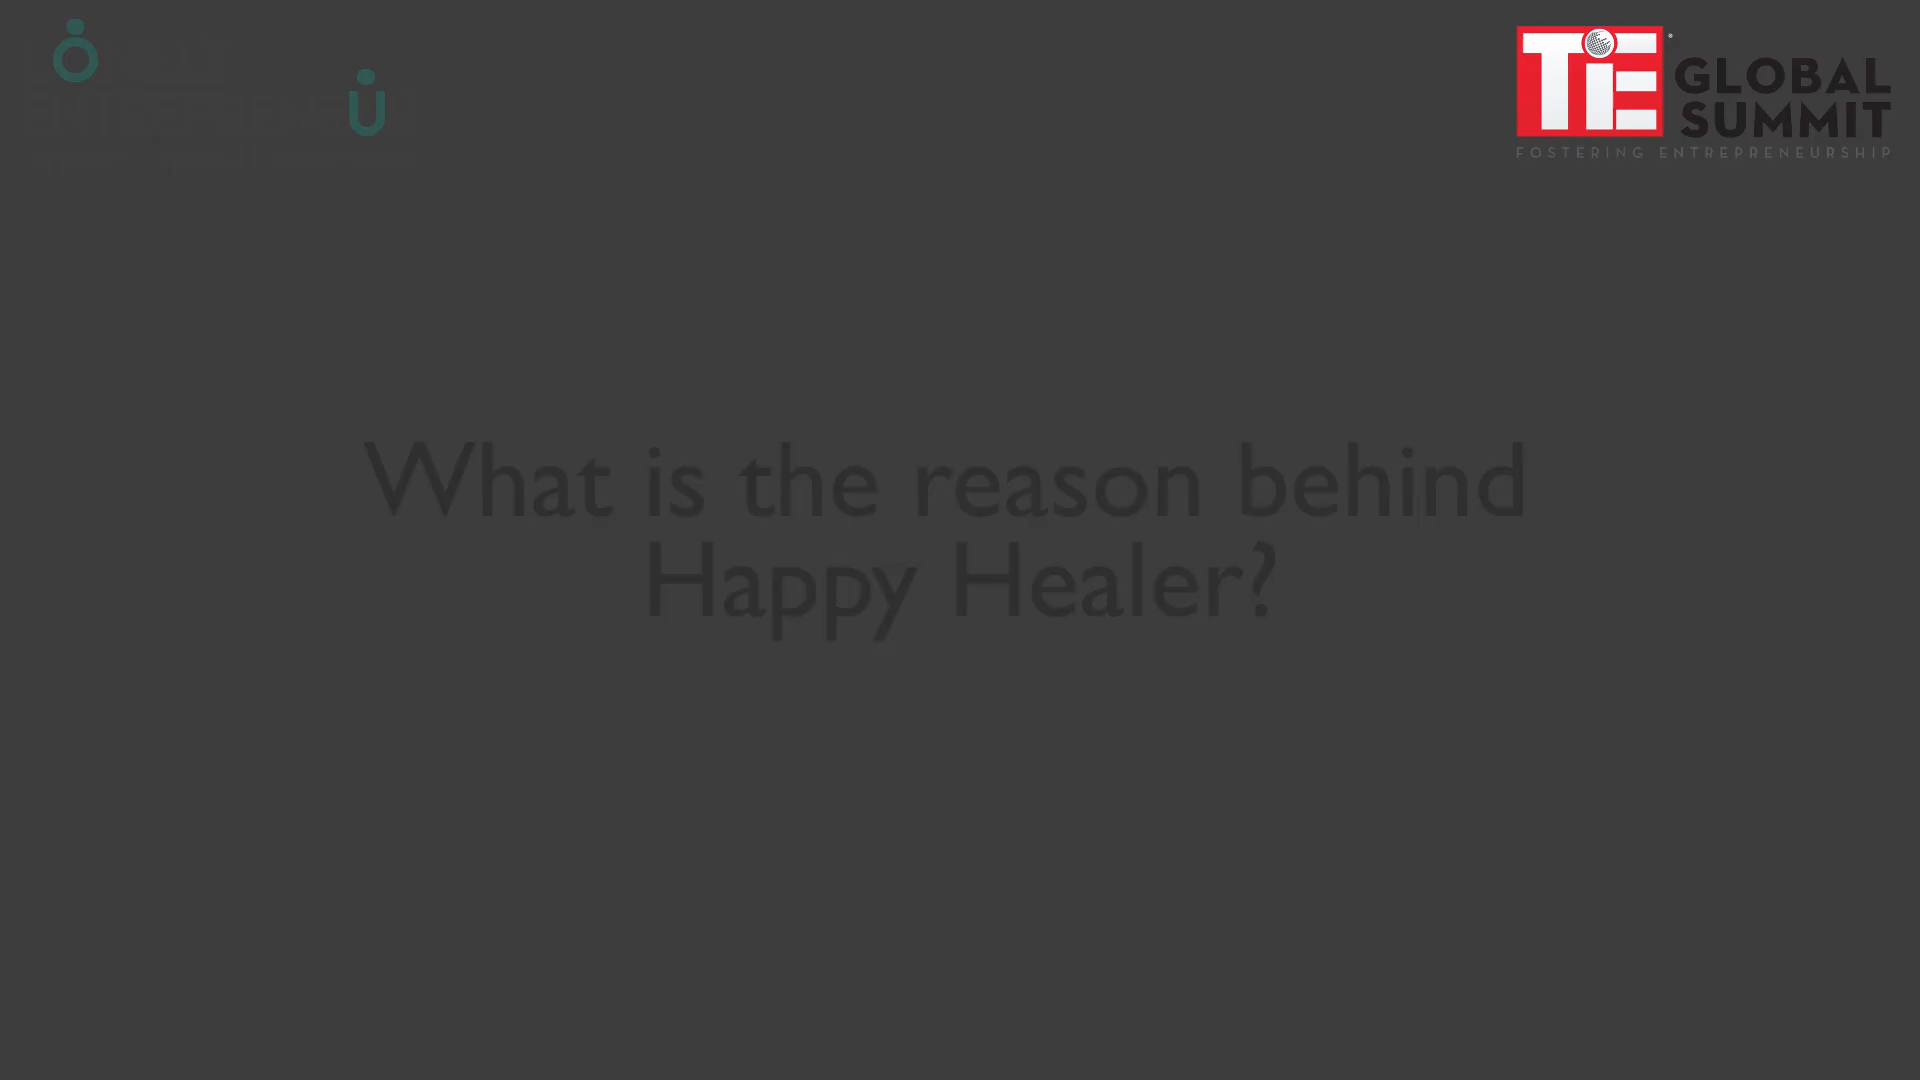 TiE
GLOBAL
SUMMIT
FOSTERING ENTREPRENEURSHIP
What is the reason behind
Happy Healer?